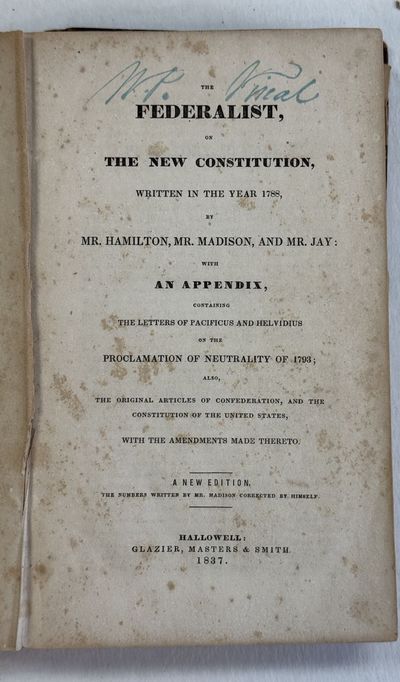 W. P. Vineal
THE
FEDERALIST,
ON
THE NEW CONSTITUTION,
WRITTEN IN THE YEAR 1788,
BY
MR. HAMILTON, MR. MADISON, AND MR. JAY:
WITH
AN APPENDIX,
CONTAINING
THE LETTERS OF PACIFICUS AND HELVIDIUS
ON THE
PROCLAMATION OF NEUTRALITY OF 1793;
ALSO,
THE ORIGINAL ARTICLES OF CONFEDERATION, AND THE
CONSTITUTION OF THE UNITED STATES,
WITH THE AMENDMENTS MADE THERETO.
A NEW EDITION.
THE NUMBERS WRITTEN BY MR. MADISON CORRECTED BY HIMSELF.
HALLOWELL:
GLAZIER, MASTERS & SMITH.
1837.